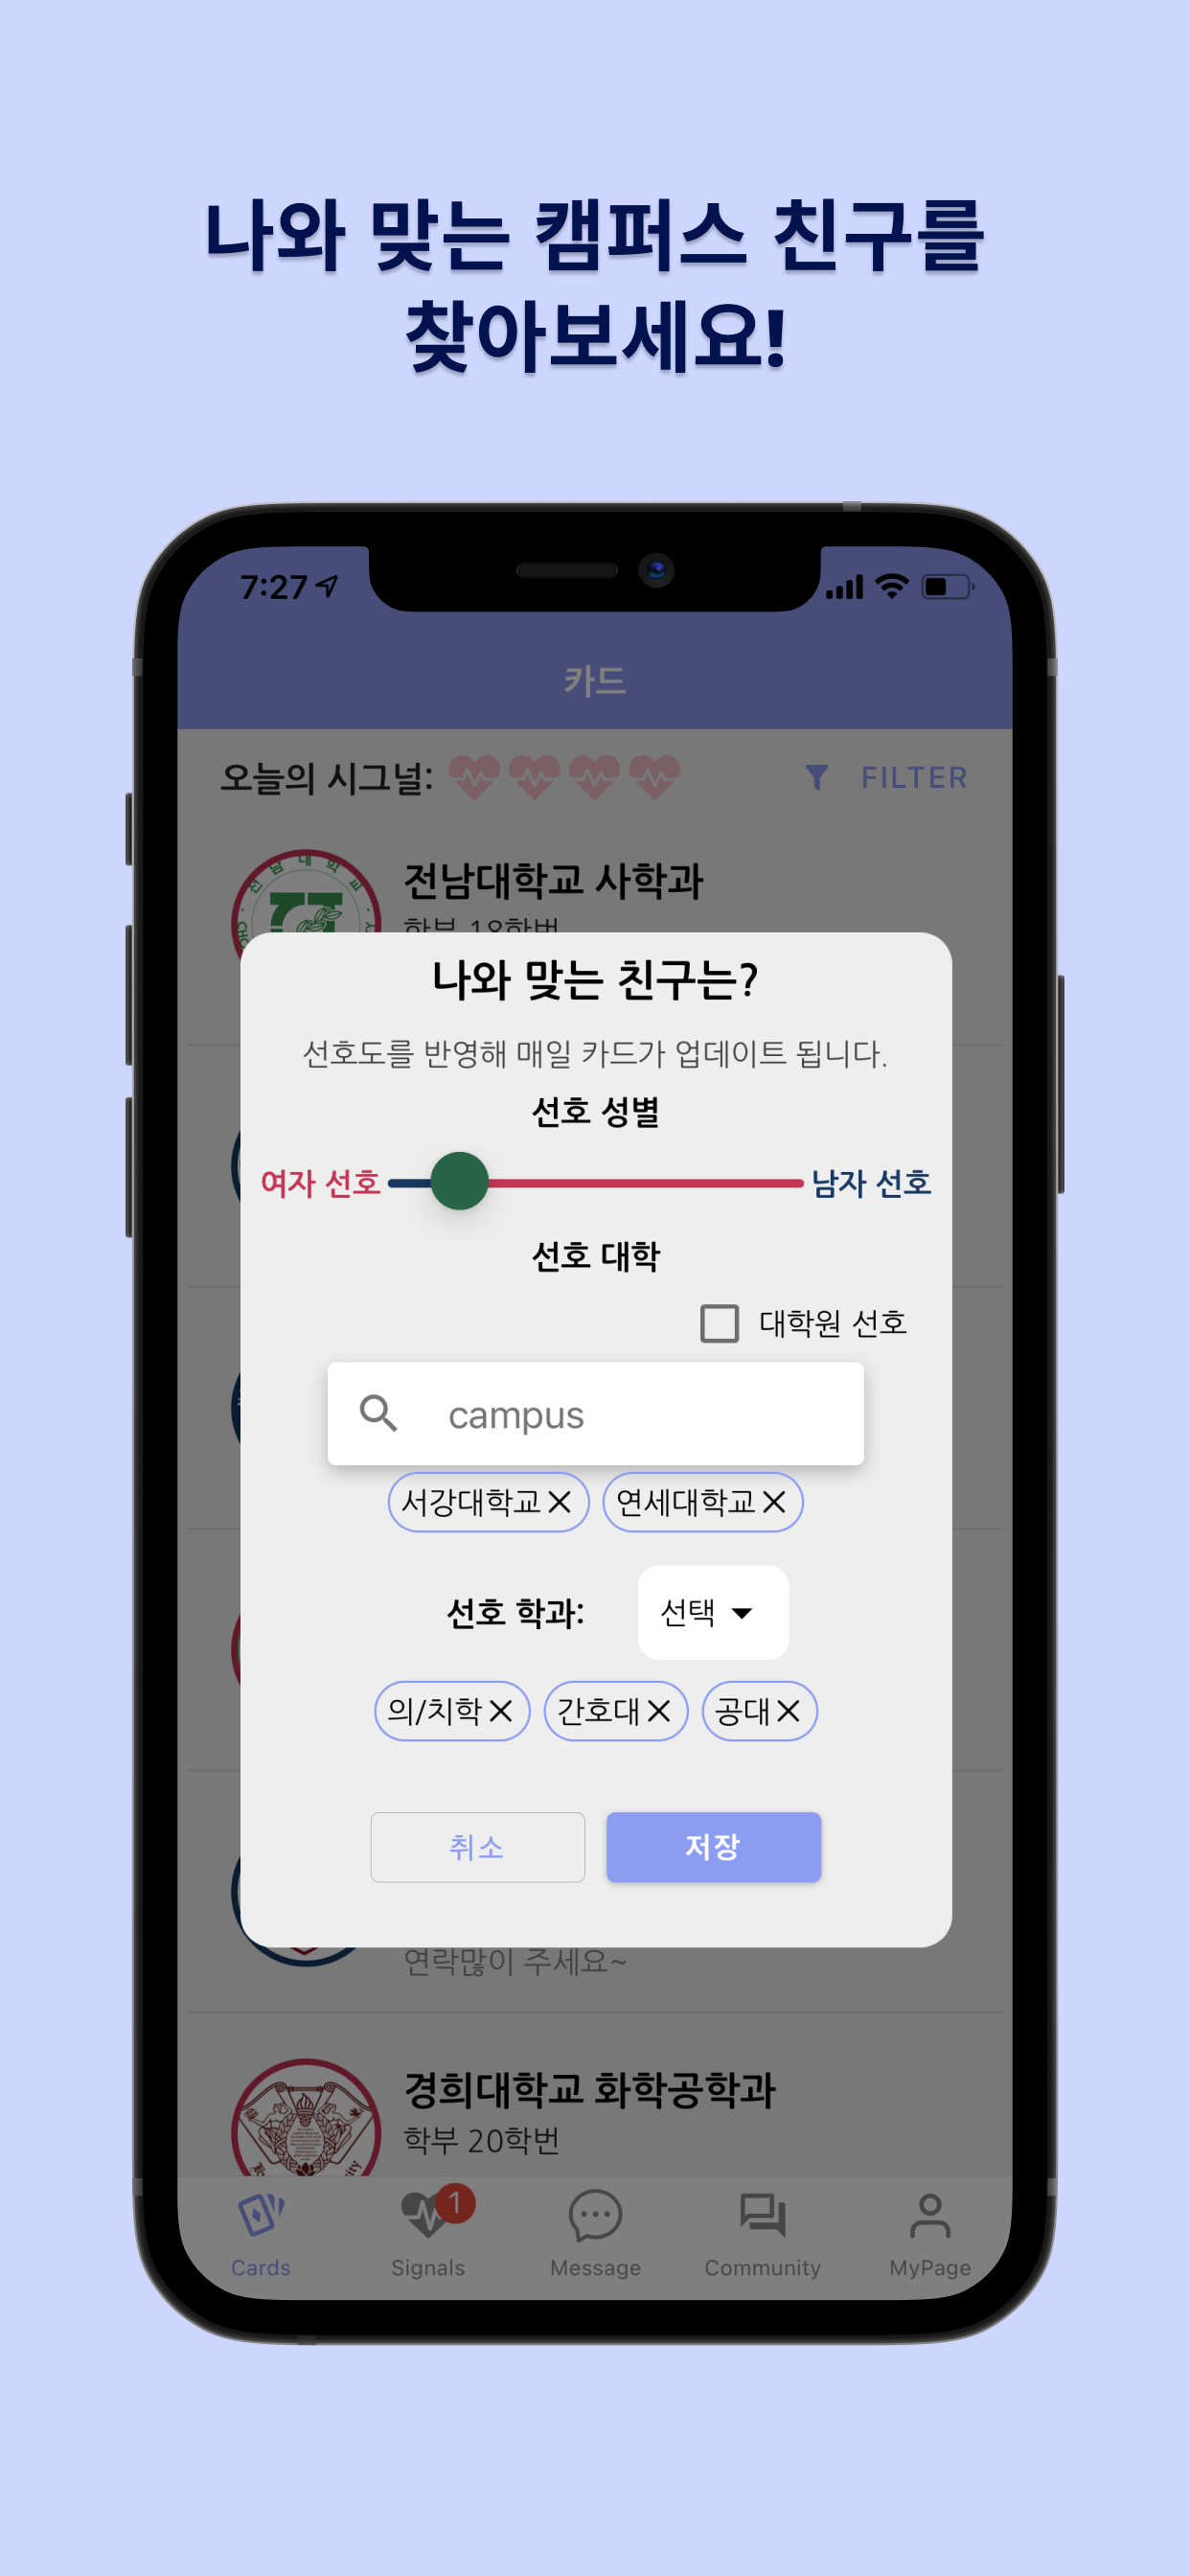 나와 맞는 캠퍼스 친구를
찾아보세요!
7:27
카드
오늘의 시그널:
FILTER
전남대학교 사학과
학부 18학번
나와 맞는 친구는?
선호도를 반영해 매일 카드가 업데이트 됩니다.
선호 성별
여자 선호 남자 선호
선호 대학
대학원 선호
campus
서강대학교 연세대학교
선호 학과: 선택
의/치학 간호대 공대
취소 저장
연락많이 주세요~
경희대학교 화학공학과
학부 20학번
1
Cards Signals Message Community MyPage